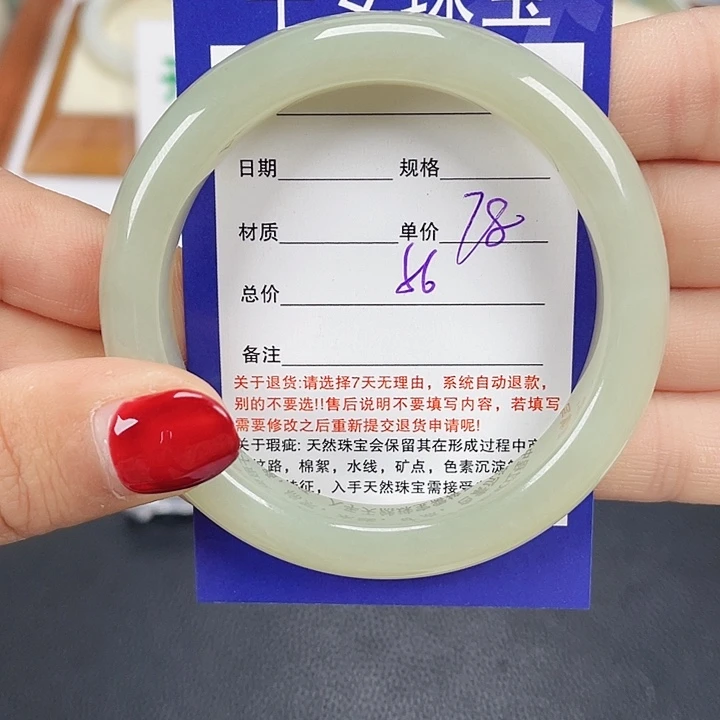 珠宝
日期 规格
材质 单价 78
总价 56
备注
关于退货:请选择7天无理由，系统自动退款，
别的不要选!!售后说明不要填写内容，若填写
需要修改之后重新提交退货申请呢!
关于瑕疵: 天然珠宝会保留其在形成过程中
纹路，棉絮，水线，矿点，色素沉淀
征，入手天然珠宝需接受